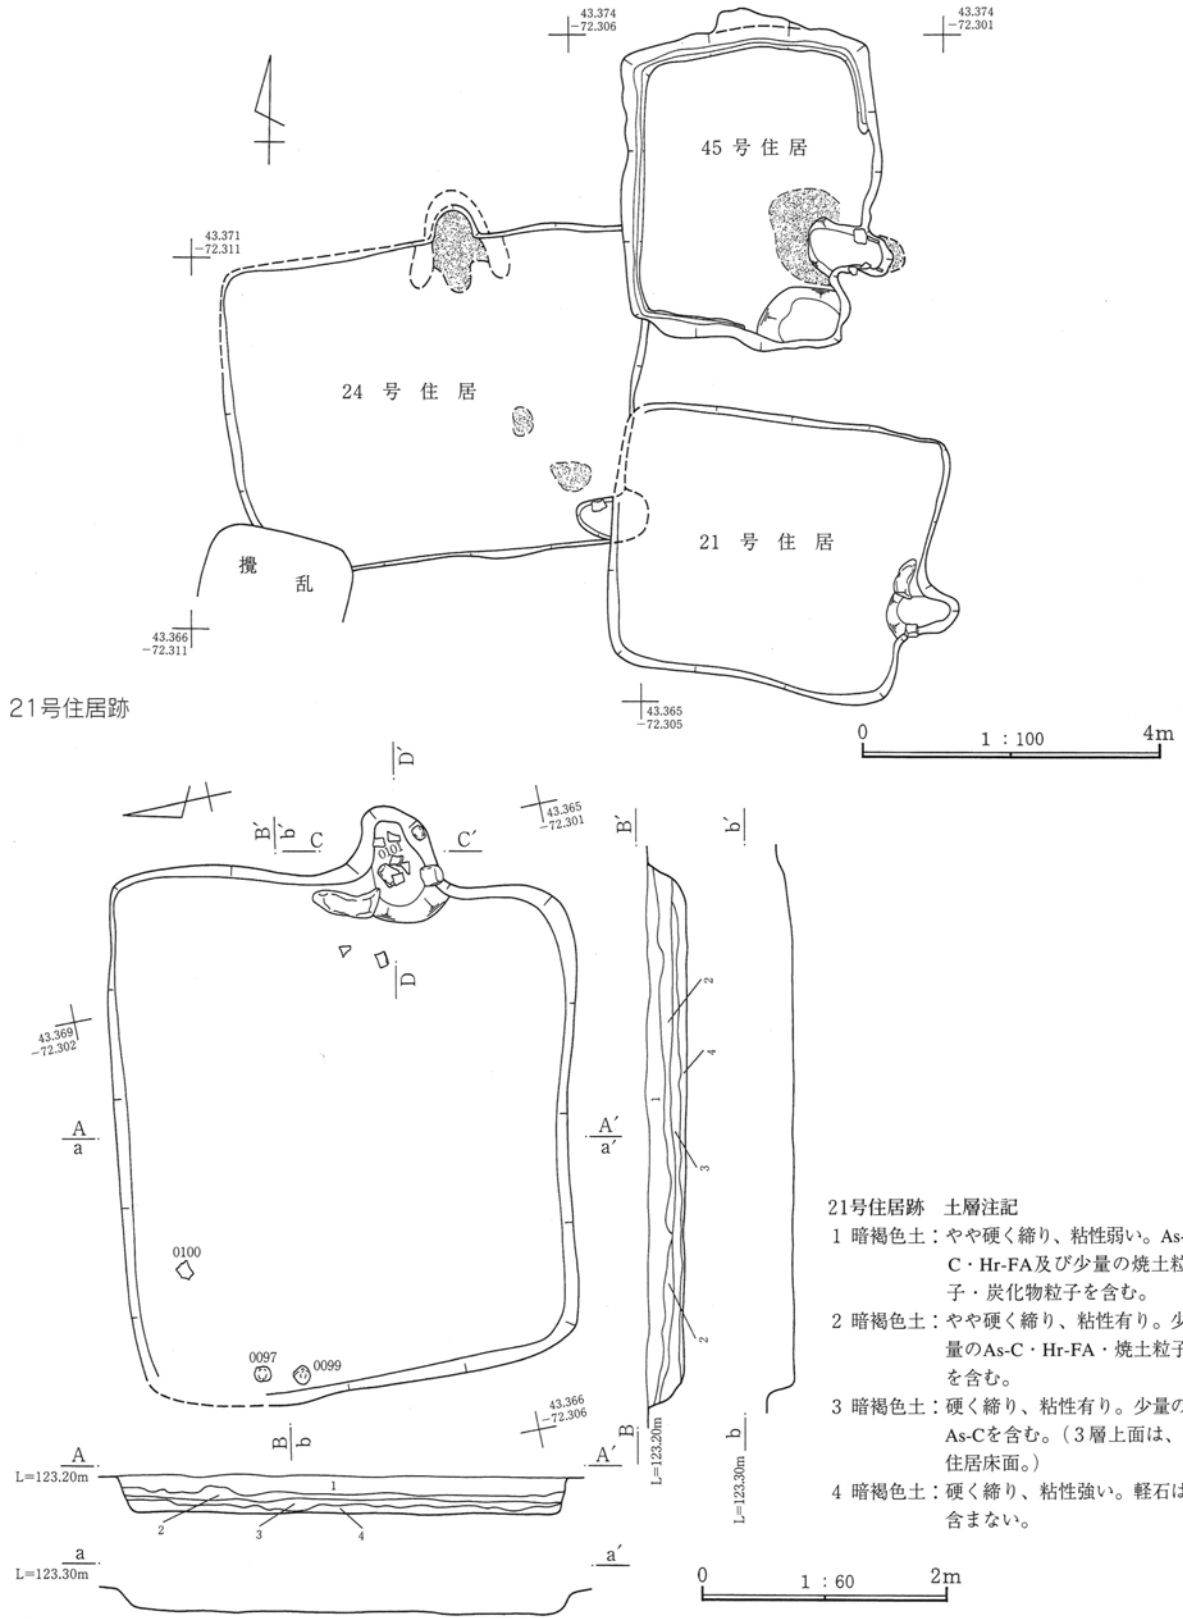 43.374
−72.306
43.374
−72.301
45 号 住 居
43.371
−72.311
24 号 住 居
21 号 住 居
攪 乱
43.366
−72.311
43.365
−72.305
21号住居跡
0 1 : 100 4m
D′
B′
b′
C
C′
43.365
−72.301
0101
D
43.369
−72.302
A
a
A′
a′
0100
0097
0099
43.366
−72.306
B
b
B′
b′
1
2
3
4
2
B
L=123.20m
b
L=123.30m
A
A′
L=123.20m
1
2
3
4
a
a′
L=123.30m
21号住居跡 土層注記
1 暗褐色土：やや硬く締り、粘性弱い。As-
C・Hr-FA及び少量の焼土粒
子・炭化物粒子を含む。
2 暗褐色土：やや硬く締り、粘性有り。少
量のAs-C・Hr-FA・焼土粒子
を含む。
3 暗褐色土：硬く締り、粘性有り。少量の
As-Cを含む。（３層上面は、
住居床面。）
4 暗褐色土：硬く締り、粘性強い。軽石は
含まない。
0 1 : 60 2m